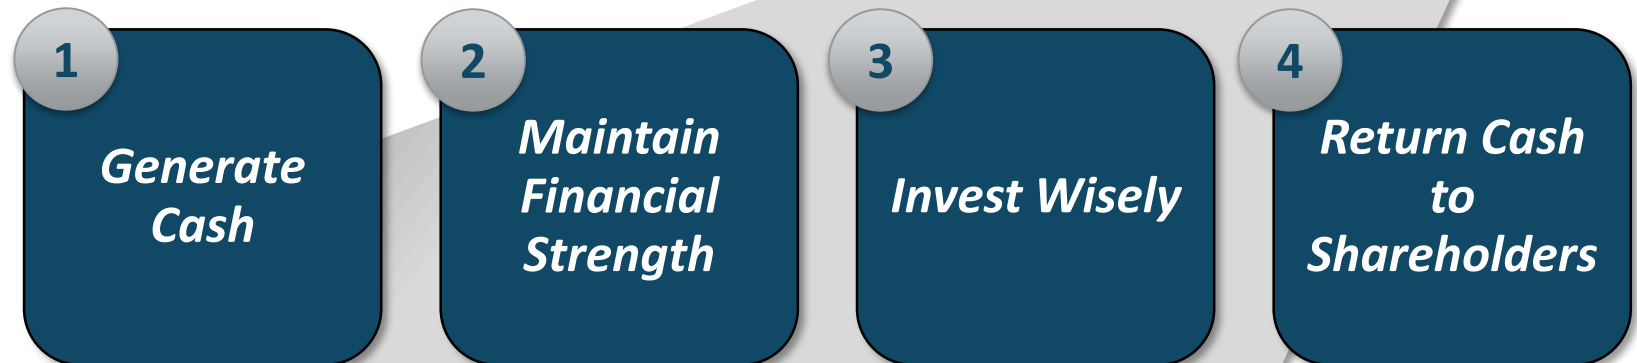 1
Generate
Cash
2
Maintain
Financial
Strength
3
Invest Wisely
4
Return Cash
to
Shareholders